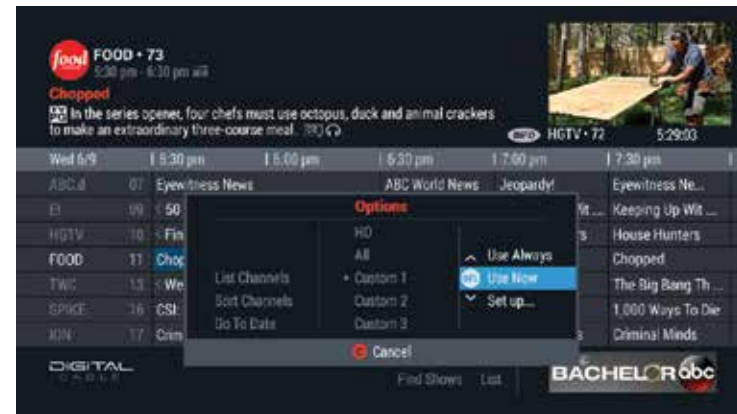 food FOOD • 73
5:30 pm - 6:30 pm
Chopped
In the series opener, four chefs must use octopus, duck and animal crackers
to make an extraordinary three-course meal.
INFO HGTV • 72 5:29:03
Wed 6/9 5:30 pm 6:00 pm 6:30 pm 7:00 pm 7:30 pm
07 Eyewitness News ABC World News Jeopardy! Eyewitness Ne...
E! 09 < 50 Wit ... Keeping Up Wit ...
HGTV 10 < Fin s House Hunters
FOOD 11 Chop Chopped
TWC 13 < We The Big Bang Th ...
SPIKE 16 CSI: 1,000 Ways To Die
ION 17 Crim s Criminal Minds
Options
HD
All
List Channels • Custom 1
Sort Channels Custom 2
Go To Date Custom 3
Use Always
Use Now
Set up...
Cancel
DIGITAL
CABLE
Find Shows List
BACHELOR abc